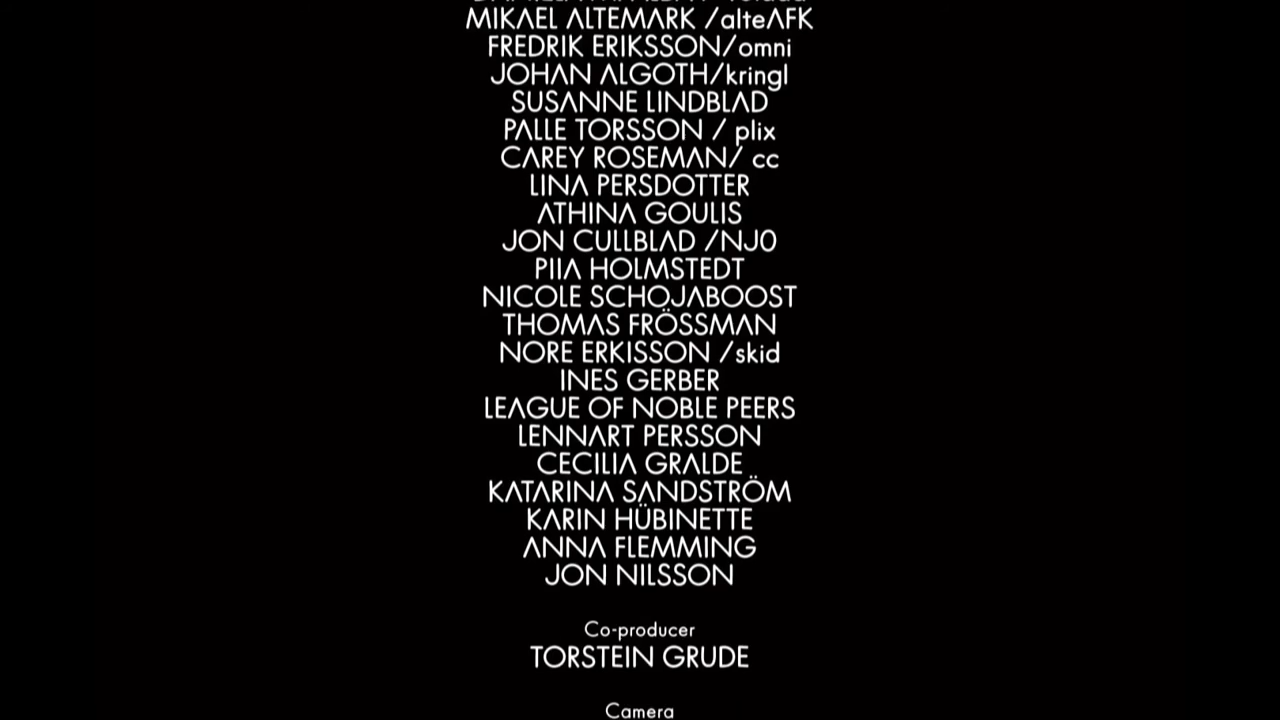 MIKAEL ALTEMARK /alteAFK
FREDRIK ERIKSSON/omni
JOHAN ALGOTH/kringl
SUSANNE LINDBLAD
PALLE TORSSON / plix
CAREY ROSEMAN/ cc
LINA PERSDOTTER
ATHINA GOULIS
JON CULLBLAD /NJ0
PIIA HOLMSTEDT
NICOLE SCHOJABOOST
THOMAS FRÖSSMAN
NORE ERKISSON /skid
INES GERBER
LEAGUE OF NOBLE PEERS
LENNART PERSSON
CECILIA GRALDE
KATARINA SANDSTRÖM
KARIN HÜBINETTE
ANNA FLEMMING
JON NILSSON
Co-producer
TORSTEIN GRUDE
Camera